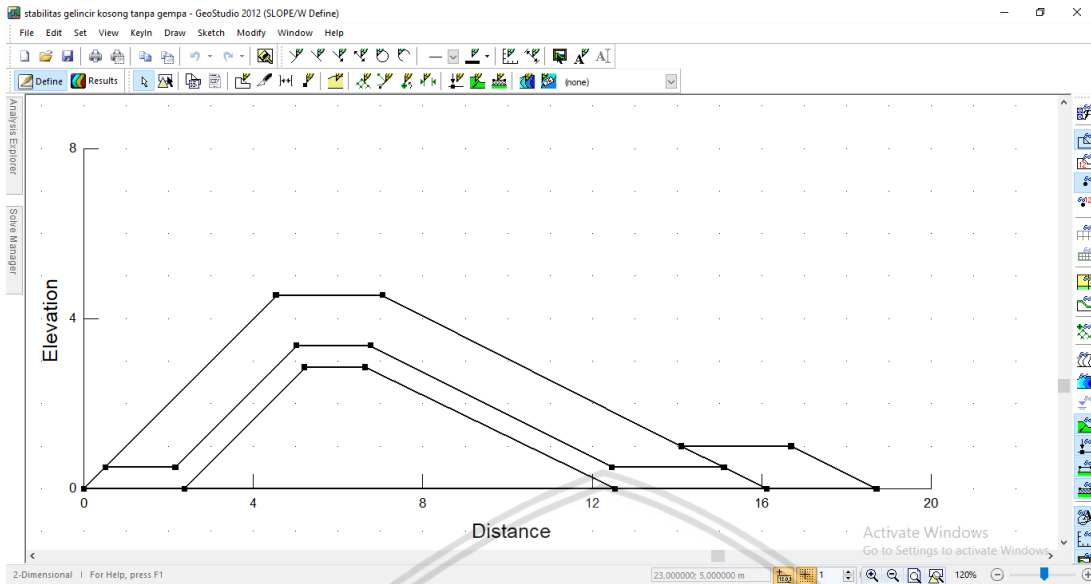 stabilitas gelincir kosong tanpa gempa - GeoStudio 2012 (SLOPE/W Define)
File Edit Set View KeyIn Draw Sketch Modify Window Help
Define Results (none)
Analysis Explorer
Solve Manager
8
4
0
Elevation
0 4 8 12 16 20
Distance
Activate Windows
Go to Settings to activate Windows.
2-Dimensional | For Help, press F1 23,000000; 5,000000 m 1 120%